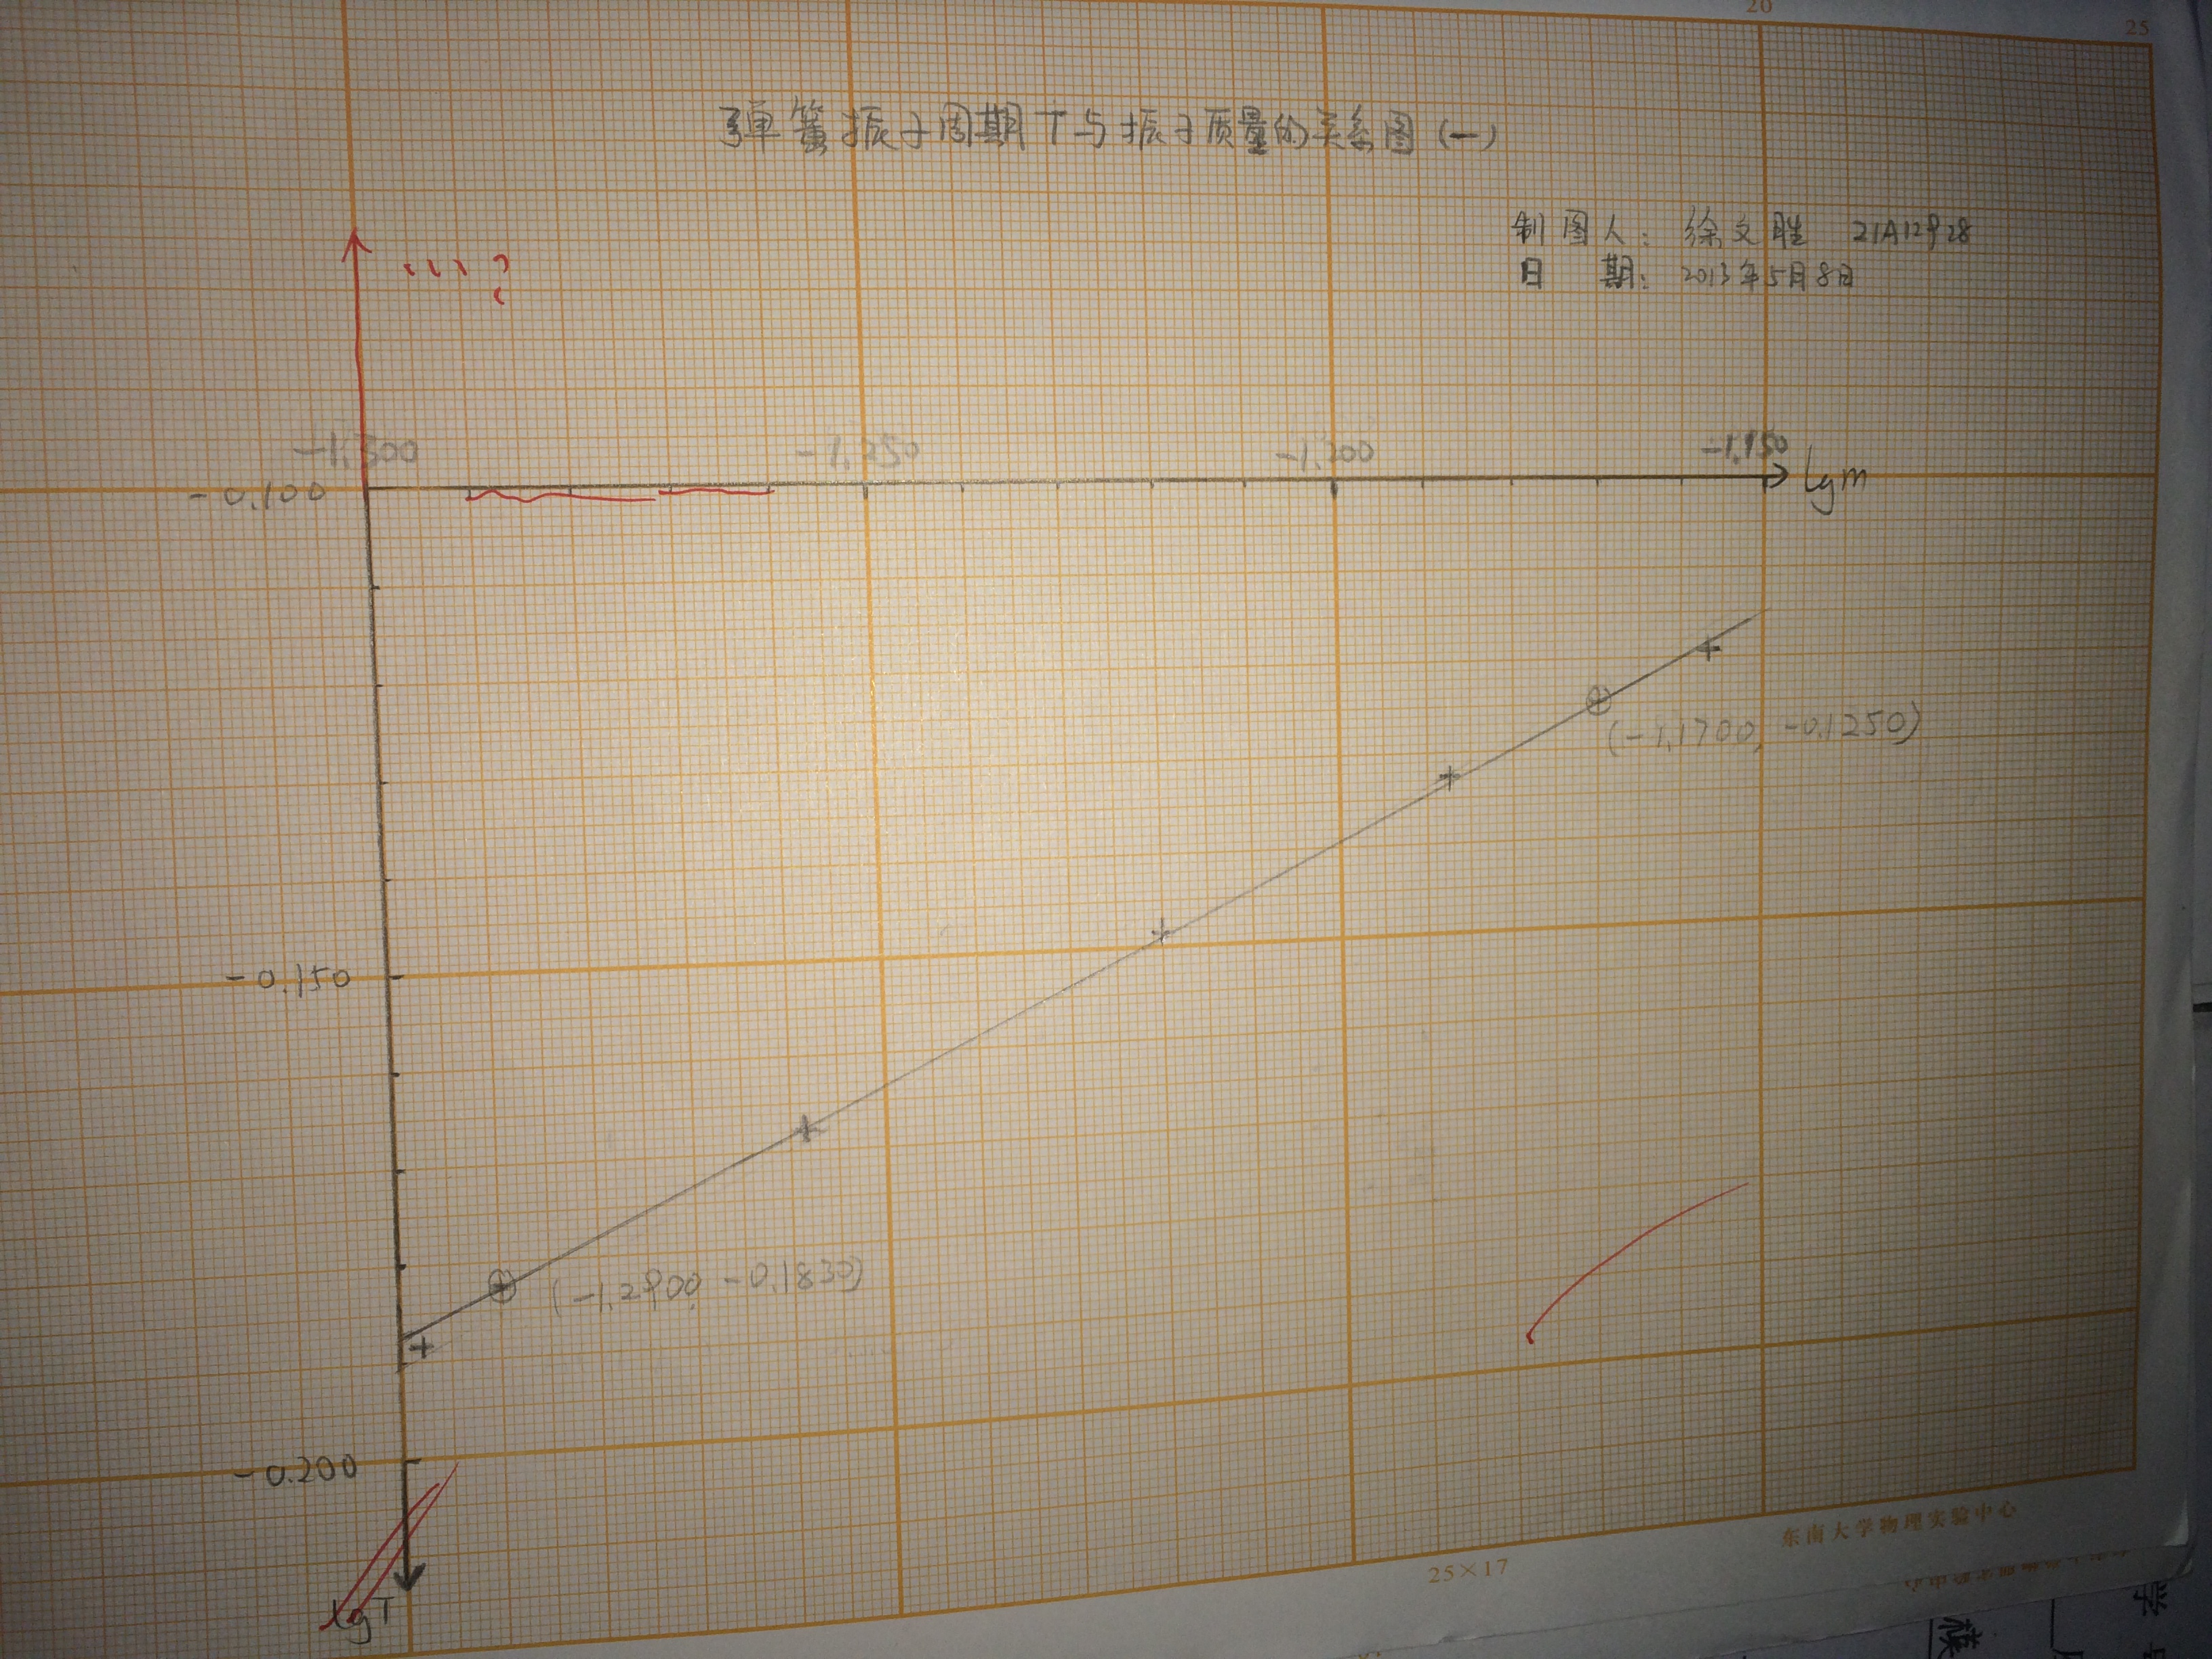 20
25
弹簧振子周期T与振子质量的关系图(一)
制图人: 徐文胜 21A12928
日 期: 2013年5月8日
-1.300 -1.250 -1.200 -1.150
-0.100
lgm
(-1.1700, -0.1250)
-0.150
(-1.2900, -0.1830)
-0.200
lgT
25×17
东南大学物理实验中心